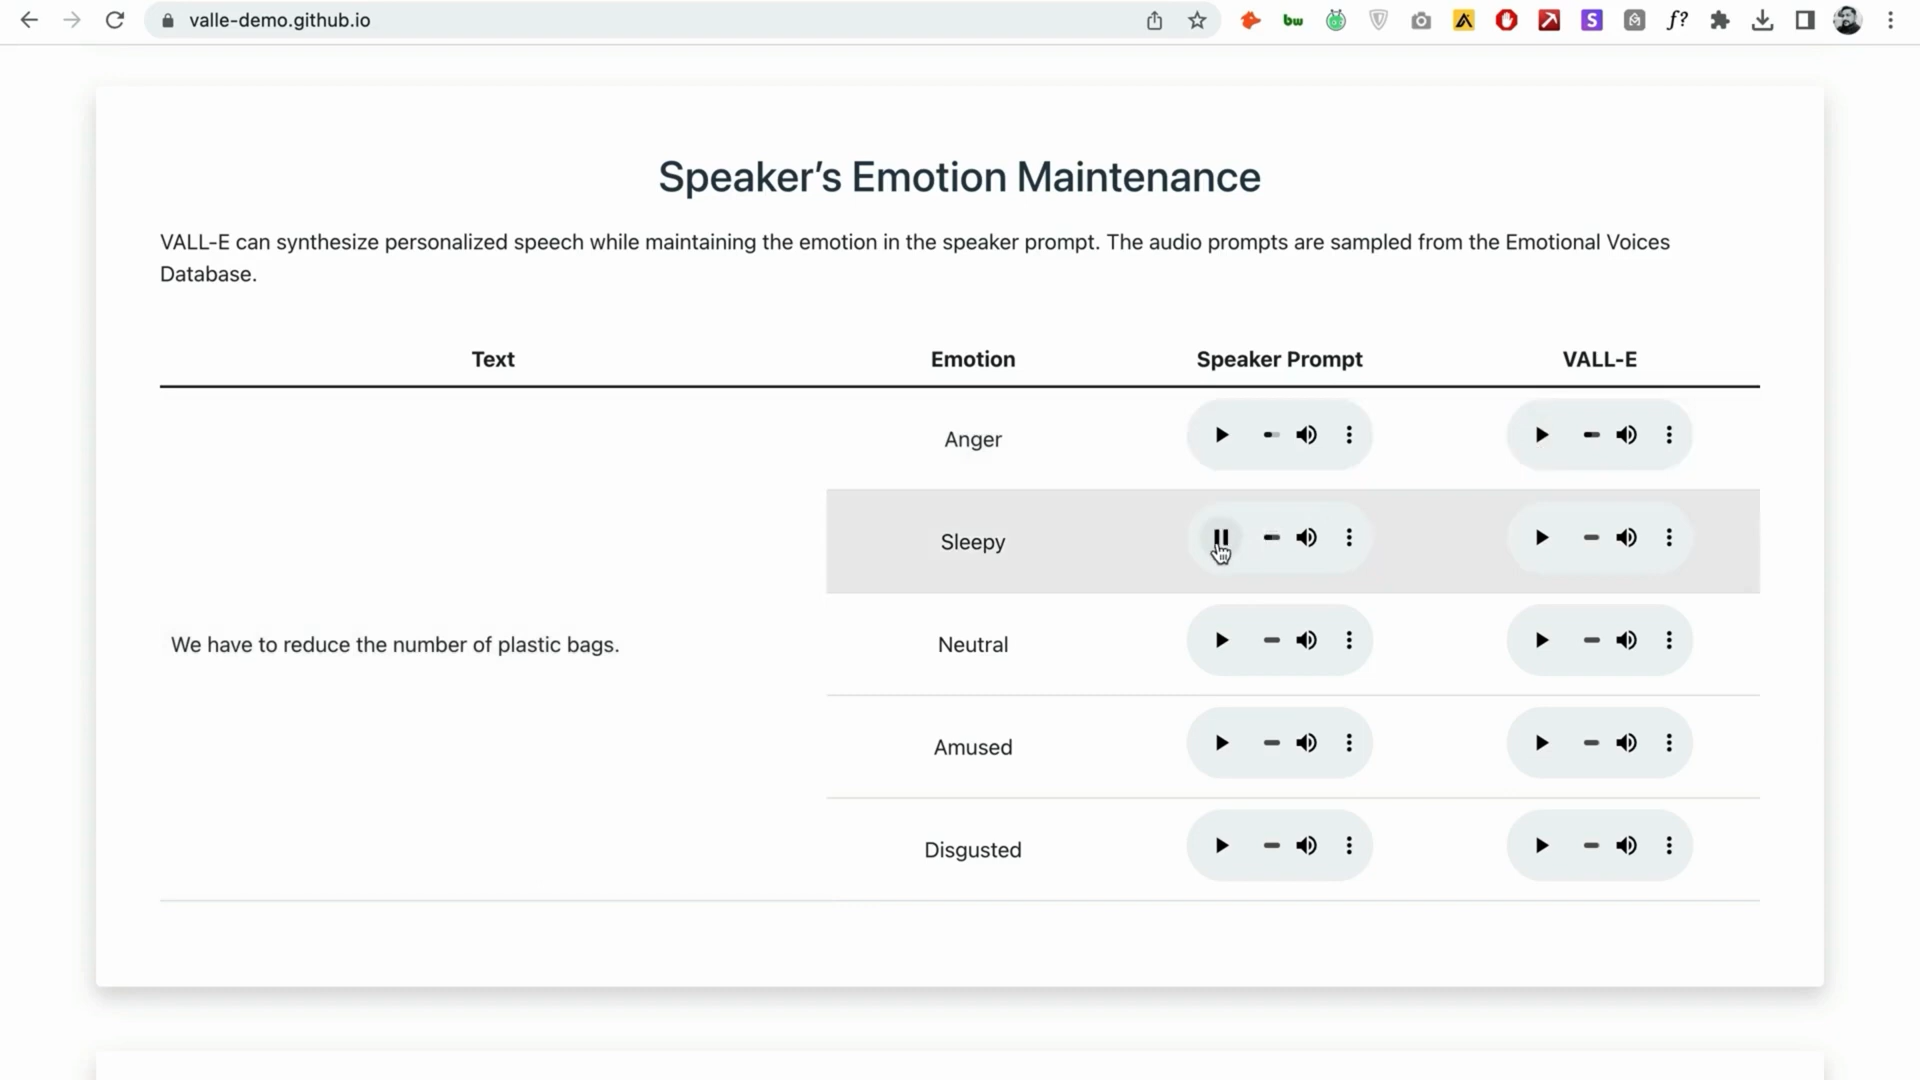 valle-demo.github.io
bw
S
f?
Speaker’s Emotion Maintenance
VALL-E can synthesize personalized speech while maintaining the emotion in the speaker prompt. The audio prompts are sampled from the Emotional Voices
Database.
Text Emotion Speaker Prompt VALL-E
Anger
Sleepy
We have to reduce the number of plastic bags. Neutral
Amused
Disgusted